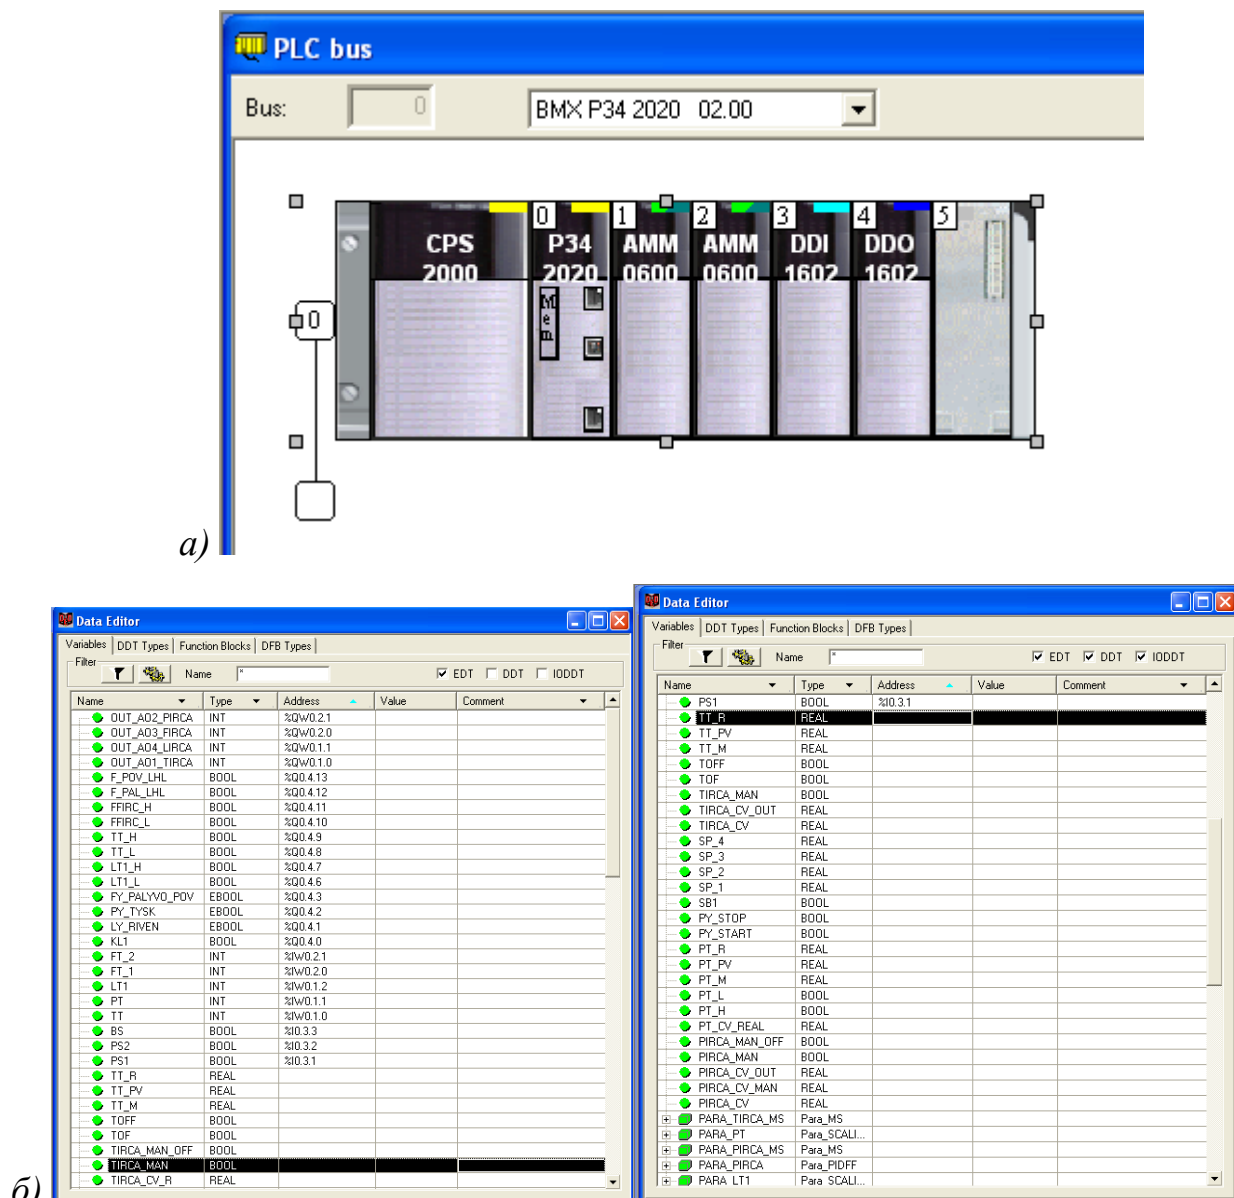 PLC bus
Bus: 0 BMX P34 2020 02.00
0 1 2 3 4 5
CPS P34 AMM AMM DDI DDO
2000 2020 0600 0600 1602 1602
Mem
0
а)
Data Editor
Variables DDT Types Function Blocks DFB Types
Filter
Name * EDT DDT IODDT
Name Type Address Value Comment
OUT_AO2_PIRCA INT %QW0.2.1
OUT_AO3_FIRCA INT %QW0.2.0
OUT_AO4_LIRCA INT %QW0.1.1
OUT_AO1_TIRCA INT %QW0.1.0
F_POV_LHL BOOL %Q0.4.13
F_PAL_LHL BOOL %Q0.4.12
FFIRC_H BOOL %Q0.4.11
FFIRC_L BOOL %Q0.4.10
TT_H BOOL %Q0.4.9
TT_L BOOL %Q0.4.8
LT1_H BOOL %Q0.4.7
LT1_L BOOL %Q0.4.6
FY_PALYVO_POV EBOOL %Q0.4.3
PY_TYSK EBOOL %Q0.4.2
LY_RIVEN EBOOL %Q0.4.1
KL1 BOOL %Q0.4.0
FT_2 INT %IW0.2.1
FT_1 INT %IW0.2.0
LT1 INT %IW0.1.2
PT INT %IW0.1.1
TT INT %IW0.1.0
BS BOOL %I0.3.3
PS2 BOOL %I0.3.2
PS1 BOOL %I0.3.1
TT_R REAL
TT_PV REAL
TT_M REAL
TOFF BOOL
TOF BOOL
TIRCA_MAN_OFF BOOL
TIRCA_MAN BOOL
TIRCA_CV_R REAL
Data Editor
Variables DDT Types Function Blocks DFB Types
Filter
Name * EDT DDT IODDT
Name Type Address Value Comment
PS1 BOOL %I0.3.1
TT_R REAL
TT_PV REAL
TT_M REAL
TOFF BOOL
TOF BOOL
TIRCA_MAN BOOL
TIRCA_CV_OUT REAL
TIRCA_CV REAL
SP_4 REAL
SP_3 REAL
SP_2 REAL
SP_1 REAL
SB1 BOOL
PY_STOP BOOL
PY_START BOOL
PT_R REAL
PT_PV REAL
PT_M REAL
PT_L BOOL
PT_H BOOL
PT_CV_REAL REAL
PIRCA_MAN_OFF BOOL
PIRCA_MAN BOOL
PIRCA_CV_OUT REAL
PIRCA_CV_MAN REAL
PIRCA_CV REAL
PARA_TIRCA_MS Para_MS
PARA_PT Para_SCALI...
PARA_PIRCA_MS Para_MS
PARA_PIRCA Para_PIDFF
PARA_LT1 Para_SCALI...
б)